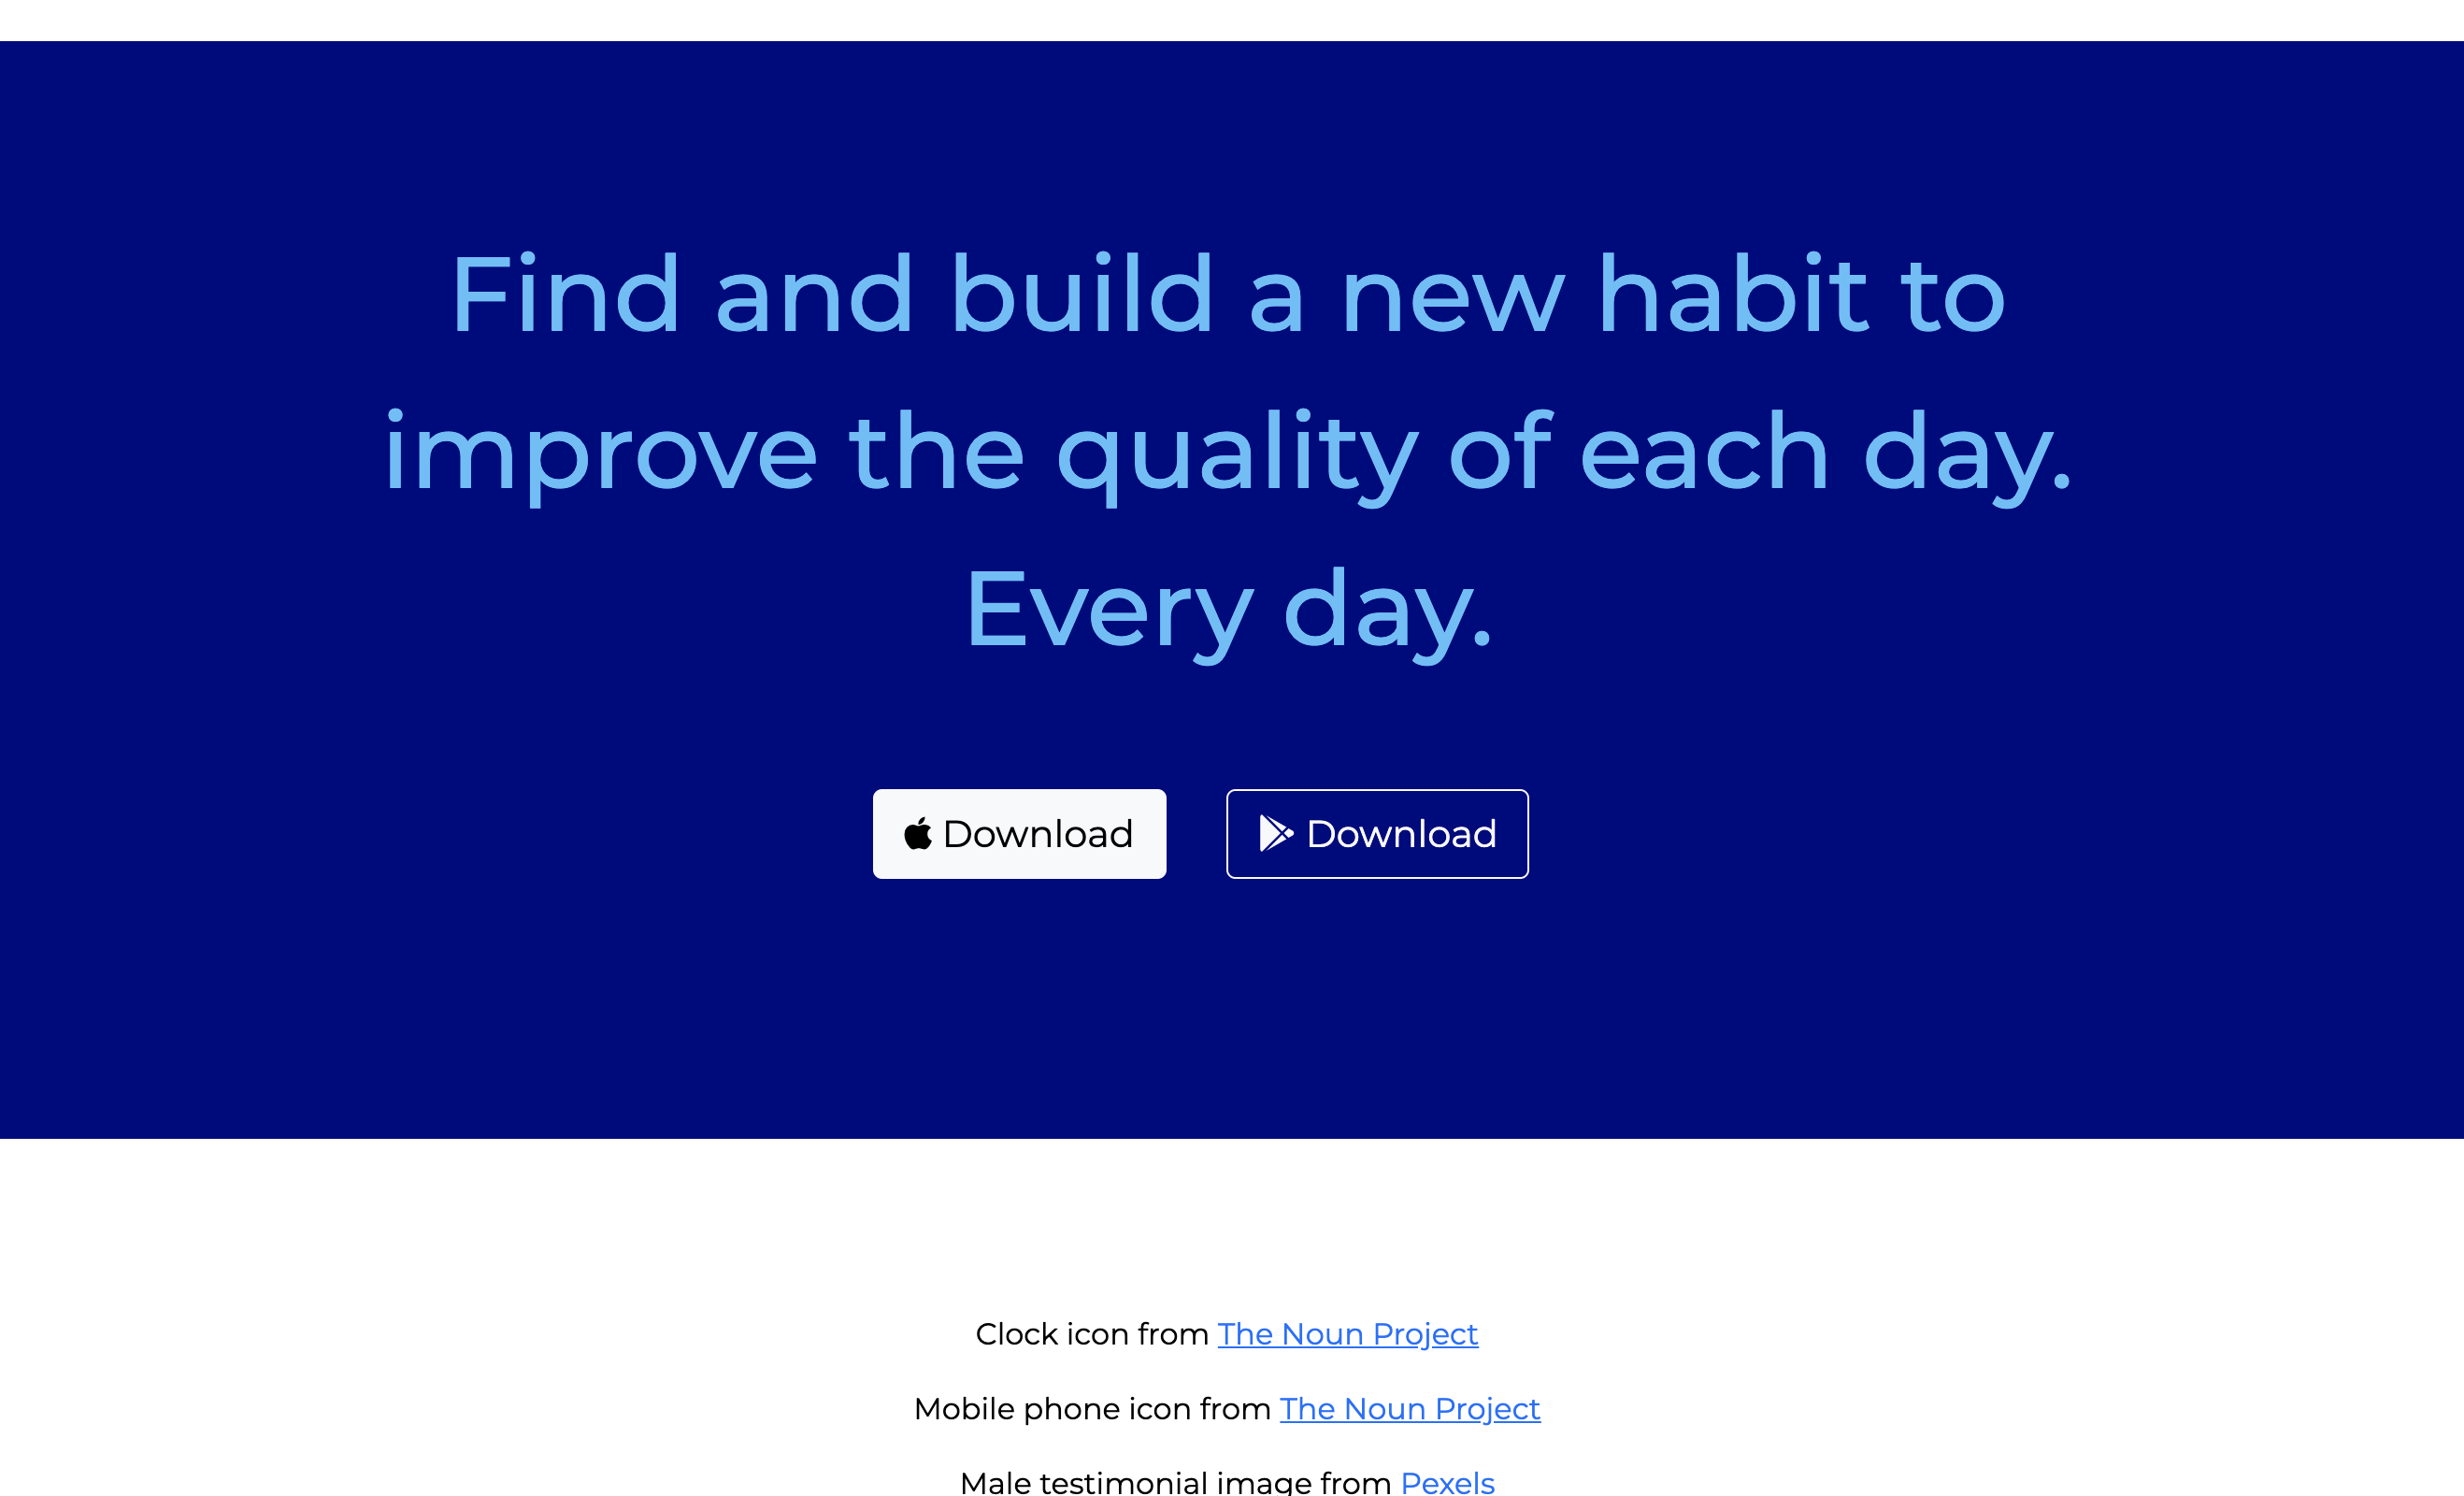 Find and build a new habit to
improve the quality of each day.
Every day.
Download
Download
Clock icon from The Noun Project
Mobile phone icon from The Noun Project
Male testimonial image from Pexels